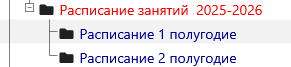 Расписание занятий  2025-2026
Расписание 1 полугодие
Расписание 2 полугодие